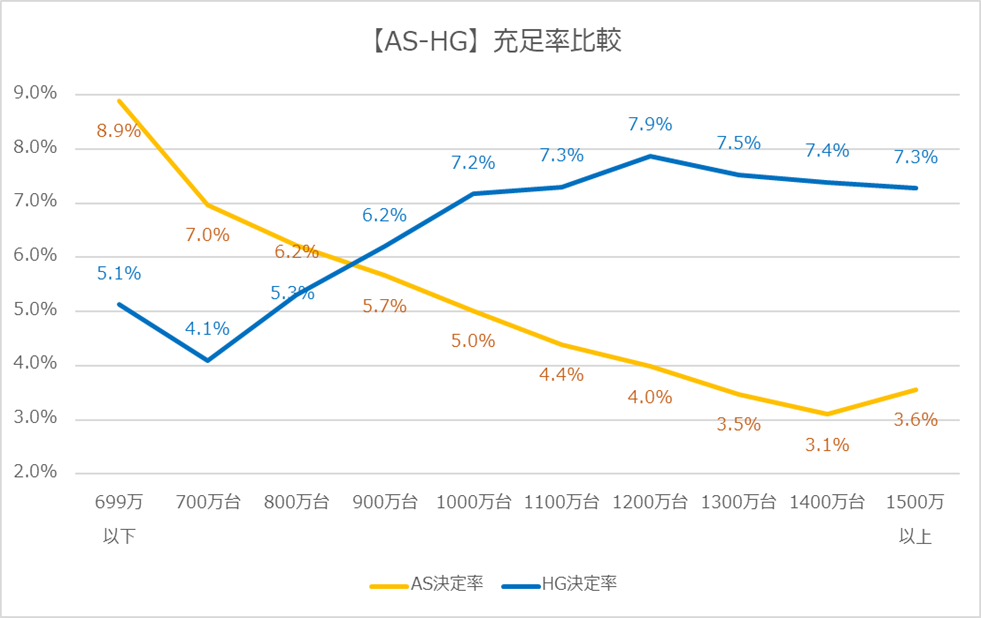 【AS-HG】充足率比較
9.0%
8.0%
7.0%
6.0%
5.0%
4.0%
3.0%
2.0%
8.9%
7.0%
6.2%
5.7%
5.0%
4.4%
4.0%
3.5%
3.1%
3.6%
5.1%
4.1%
5.3%
6.2%
7.2%
7.3%
7.9%
7.5%
7.4%
7.3%
699万
以下
700万台
800万台
900万台
1000万台
1100万台
1200万台
1300万台
1400万台
1500万
以上
AS決定率
HG決定率